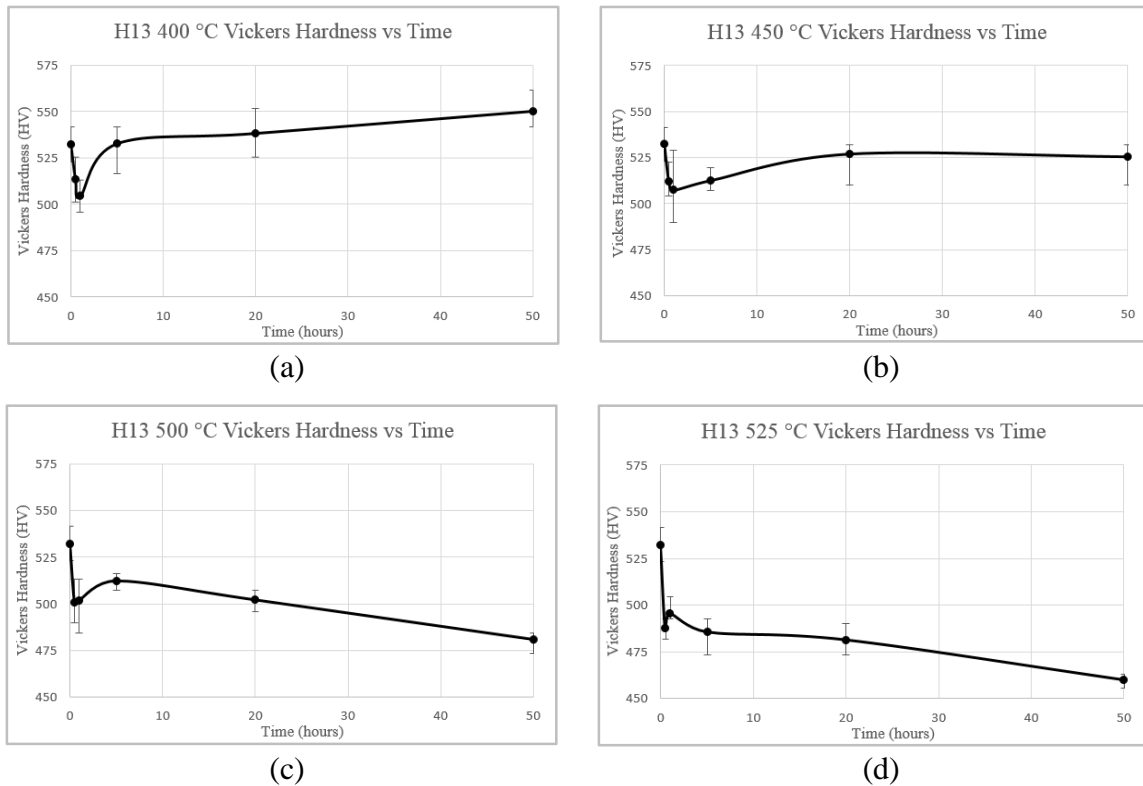 H13 400 °C Vickers Hardness vs Time
Vickers Hardness (HV)
575
550
525
500
475
450
0 10 20 30 40 50
Time (hours)
(a)
H13 450 °C Vickers Hardness vs Time
Vickers Hardness (HV)
575
550
525
500
475
450
0 10 20 30 40 50
Time (hours)
(b)
H13 500 °C Vickers Hardness vs Time
Vickers Hardness (HV)
575
550
525
500
475
450
0 10 20 30 40 50
Time (hours)
(c)
H13 525 °C Vickers Hardness vs Time
Vickers Hardness (HV)
575
550
525
500
475
450
0 10 20 30 40 50
Time (hours)
(d)